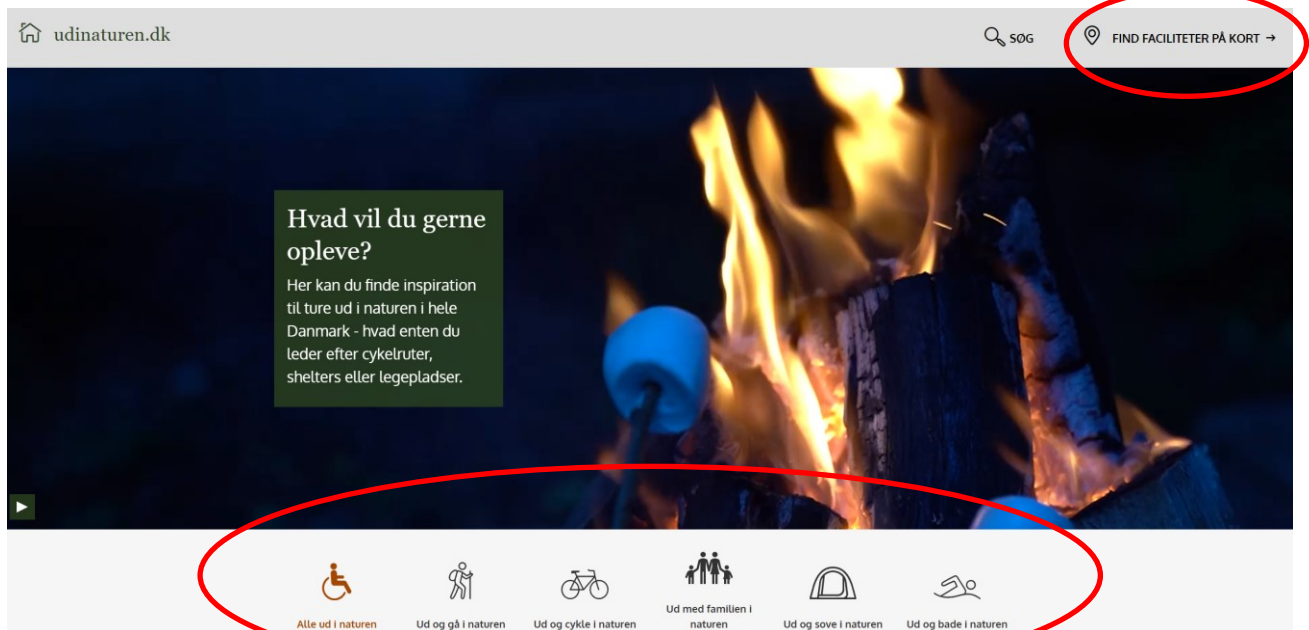 udinaturen.dk
SØG
FIND FACILITETER PÅ KORT →
Hvad vil du gerne
opleve?
Her kan du finde inspiration
til ture ud i naturen i hele
Danmark - hvad enten du
leder efter cykelruter,
shelters eller legepladser.
Alle ud i naturen
Ud og gå i naturen
Ud og cykle i naturen
Ud med familien i
naturen
Ud og sove i naturen
Ud og bade i naturen